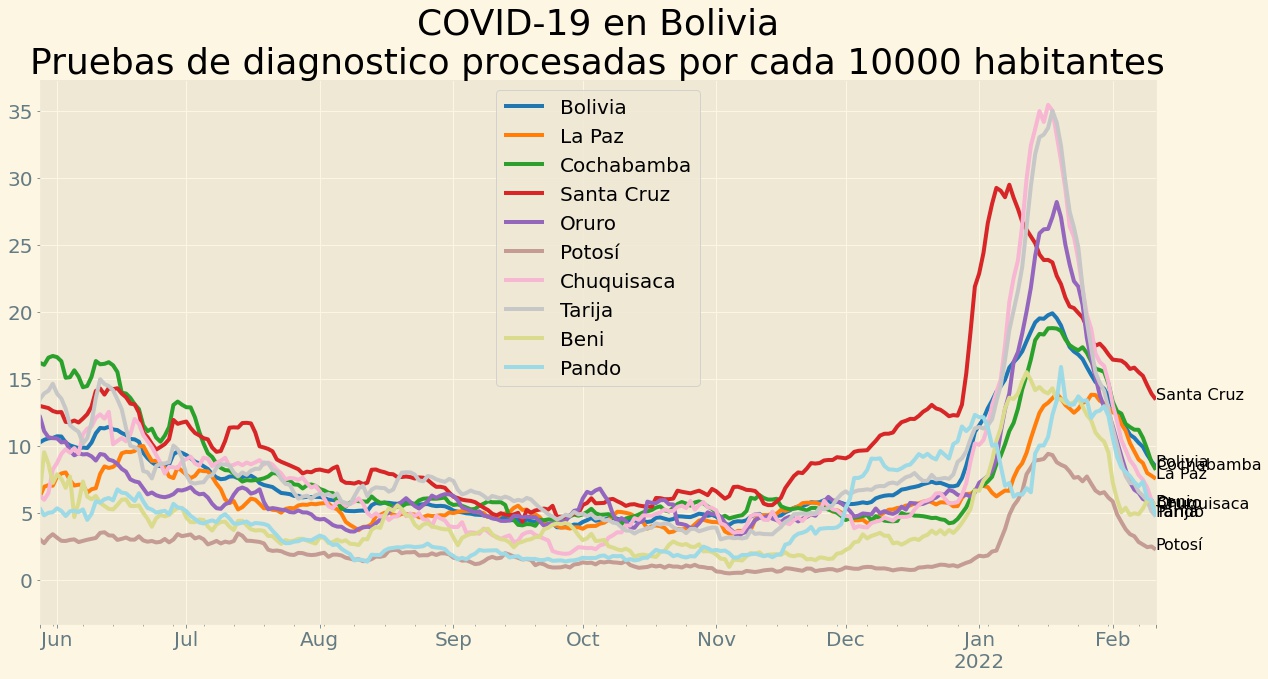 COVID-19 en Bolivia
Pruebas de diagnostico procesadas por cada 10000 habitantes
Bolivia
La Paz
Cochabamba
Santa Cruz
Oruro
Potosí
Chuquisaca
Tarija
Beni
Pando
35
30
25
20
15
10
5
0
Santa Cruz
Bolivia
Cochabamba
La Paz
Potosí
Jun
Jul
Aug
Sep
Oct
Nov
Dec
Jan
Feb
2022